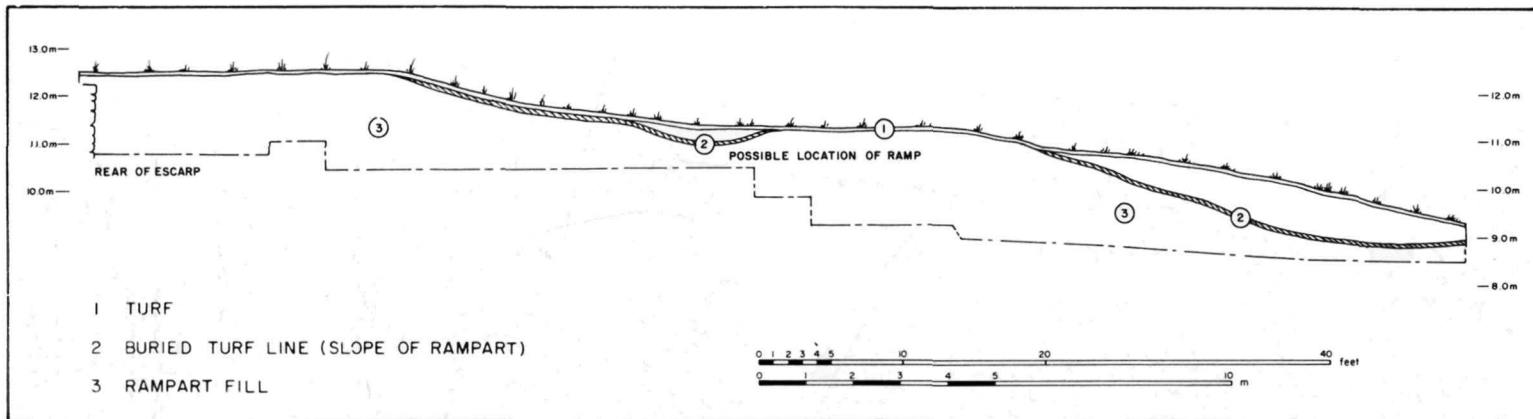 13.0m
12.0m
11.0m
10.0m
12.0m
11.0m
10.0m
9.0m
8.0m
3
2
1
3
2
REAR OF ESCARP
POSSIBLE LOCATION OF RAMP
1 TURF
2 BURIED TURF LINE (SLOPE OF RAMPART)
3 RAMPART FILL
0 1 2 3 4 5 10 20 40 feet
0 1 2 3 4 5 10 m